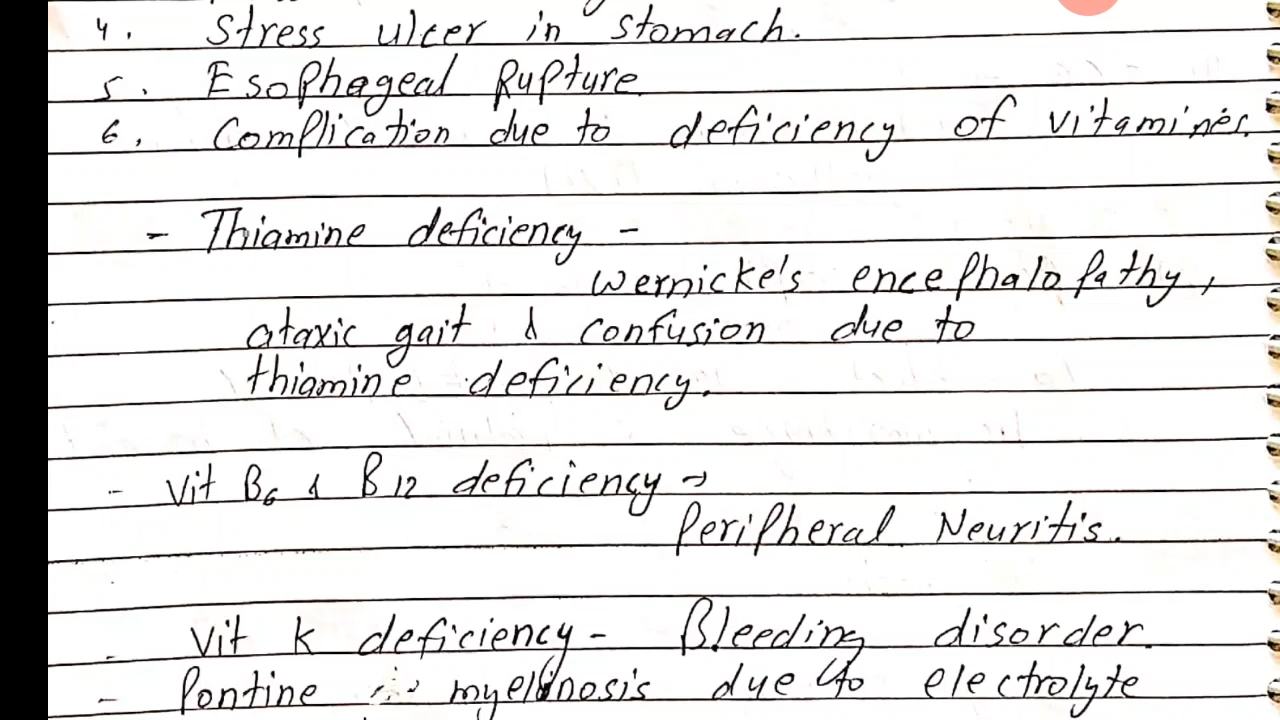 4. Stress ulcer in stomach.
5. Esophageal Rupture
6. Complication due to deficiency of vitamines.
- Thiamine deficiency -
Wernicke's encephalopathy,
ataxic gait & confusion due to
thiamine deficiency.
- Vit B6 & B12 deficiency →
Peripheral Neuritis.
- Vit K deficiency - Bleeding disorder.
- Pontine myelinosis due to electrolyte